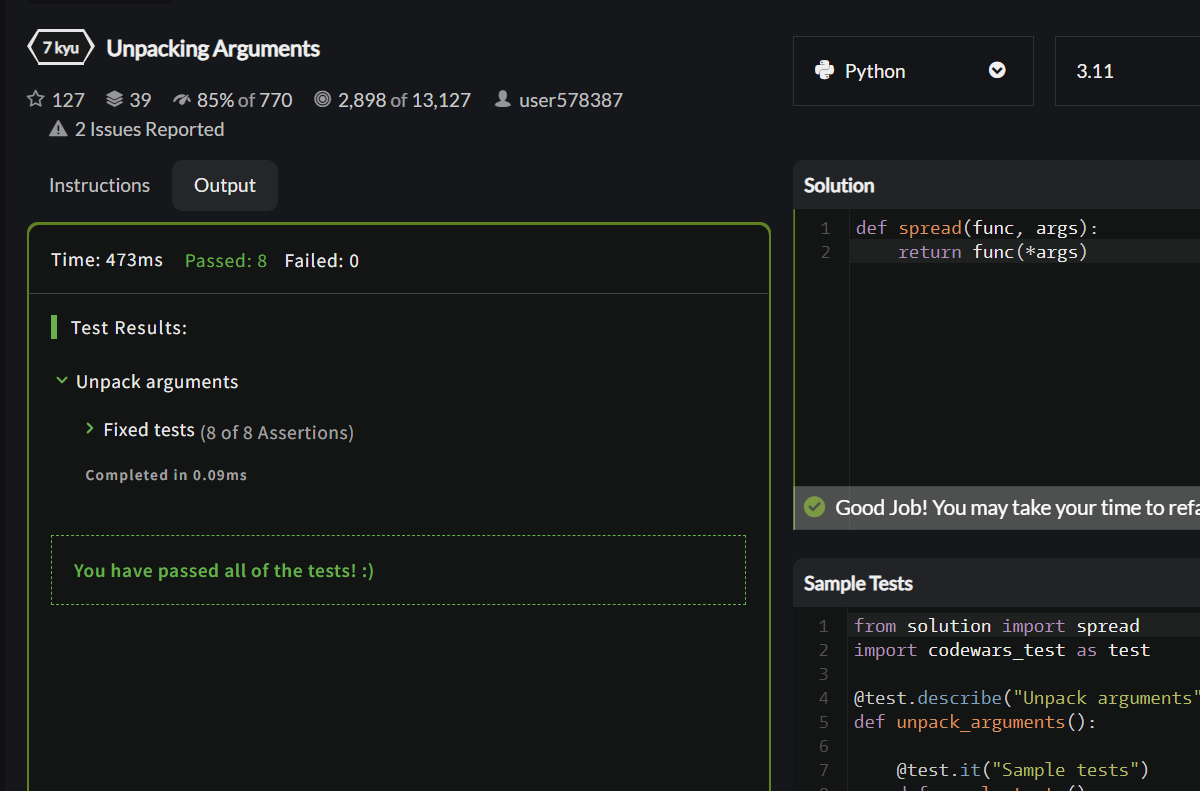 7 kyu Unpacking Arguments
127 39 85% of 770 2,898 of 13,127 user578387
2 Issues Reported
Instructions Output
Time: 473ms Passed: 8 Failed: 0
Test Results:
Unpack arguments
Fixed tests (8 of 8 Assertions)
Completed in 0.09ms
You have passed all of the tests! :)
Python 3.11
Solution
1 def spread(func, args):
2 return func(*args)
Good Job! You may take your time to refa
Sample Tests
1 from solution import spread
2 import codewars_test as test
3
4 @test.describe("Unpack arguments"
5 def unpack_arguments():
6
7 @test.it("Sample tests")